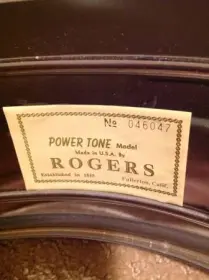 No 046047
POWER TONE Model
Made in U.S.A. By
ROGERS
Established in 1849
Fullerton, Calif.